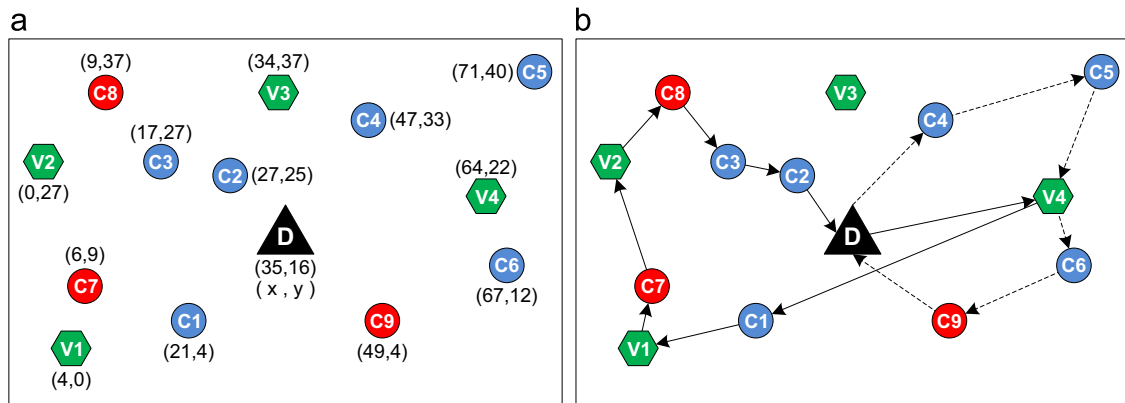 a
(9,37)
C8
(34,37)
V3
(71,40)
C5
C4
(47,33)
(17,27)
C3
V2
(0,27)
C2
(27,25)
(64,22)
V4
D
(35,16)
( x , y )
(6,9)
C7
C6
(67,12)
C1
(21,4)
C9
(49,4)
V1
(4,0)
b
C5
C8
V3
C4
V2
C3
C2
V4
D
C6
C7
C1
C9
V1